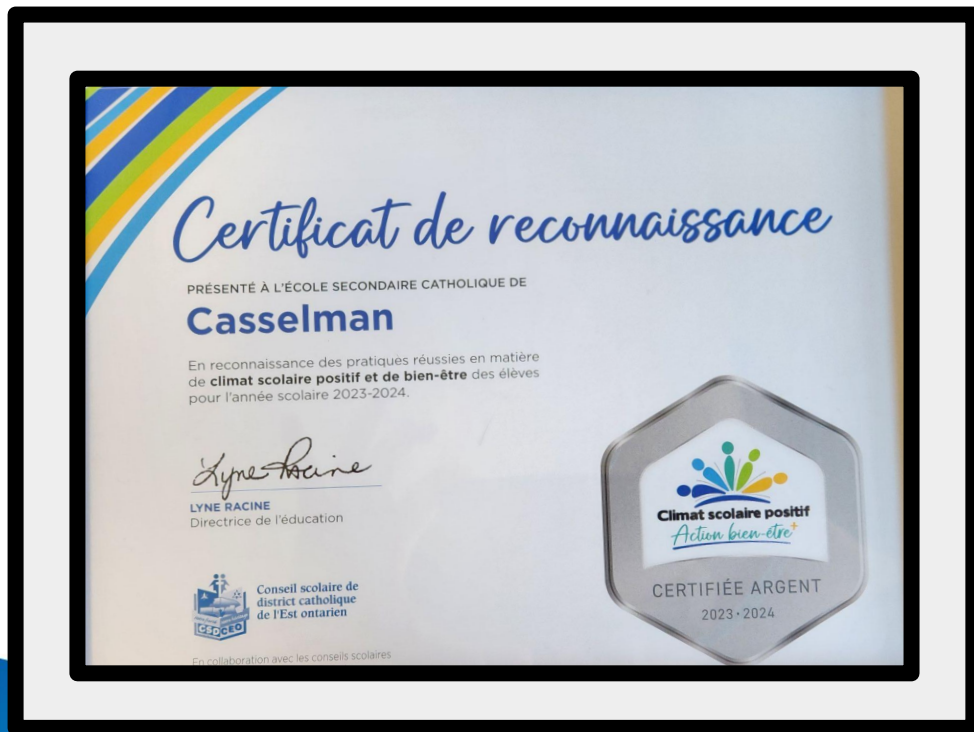 Certificat de reconnaissance
PRÉSENTÉ À L'ÉCOLE SECONDAIRE CATHOLIQUE DE
Casselman
En reconnaissance des pratiques réussies en matière
de climat scolaire positif et de bien-être des élèves
pour l'année scolaire 2023-2024.
Lyne Racine
LYNE RACINE
Directrice de l'éducation
Conseil scolaire de
district catholique
de l'Est ontarien
CSDCEO
En collaboration avec les conseils scolaires
Climat scolaire positif
Action bien-être+
CERTIFIÉE ARGENT
2023·2024